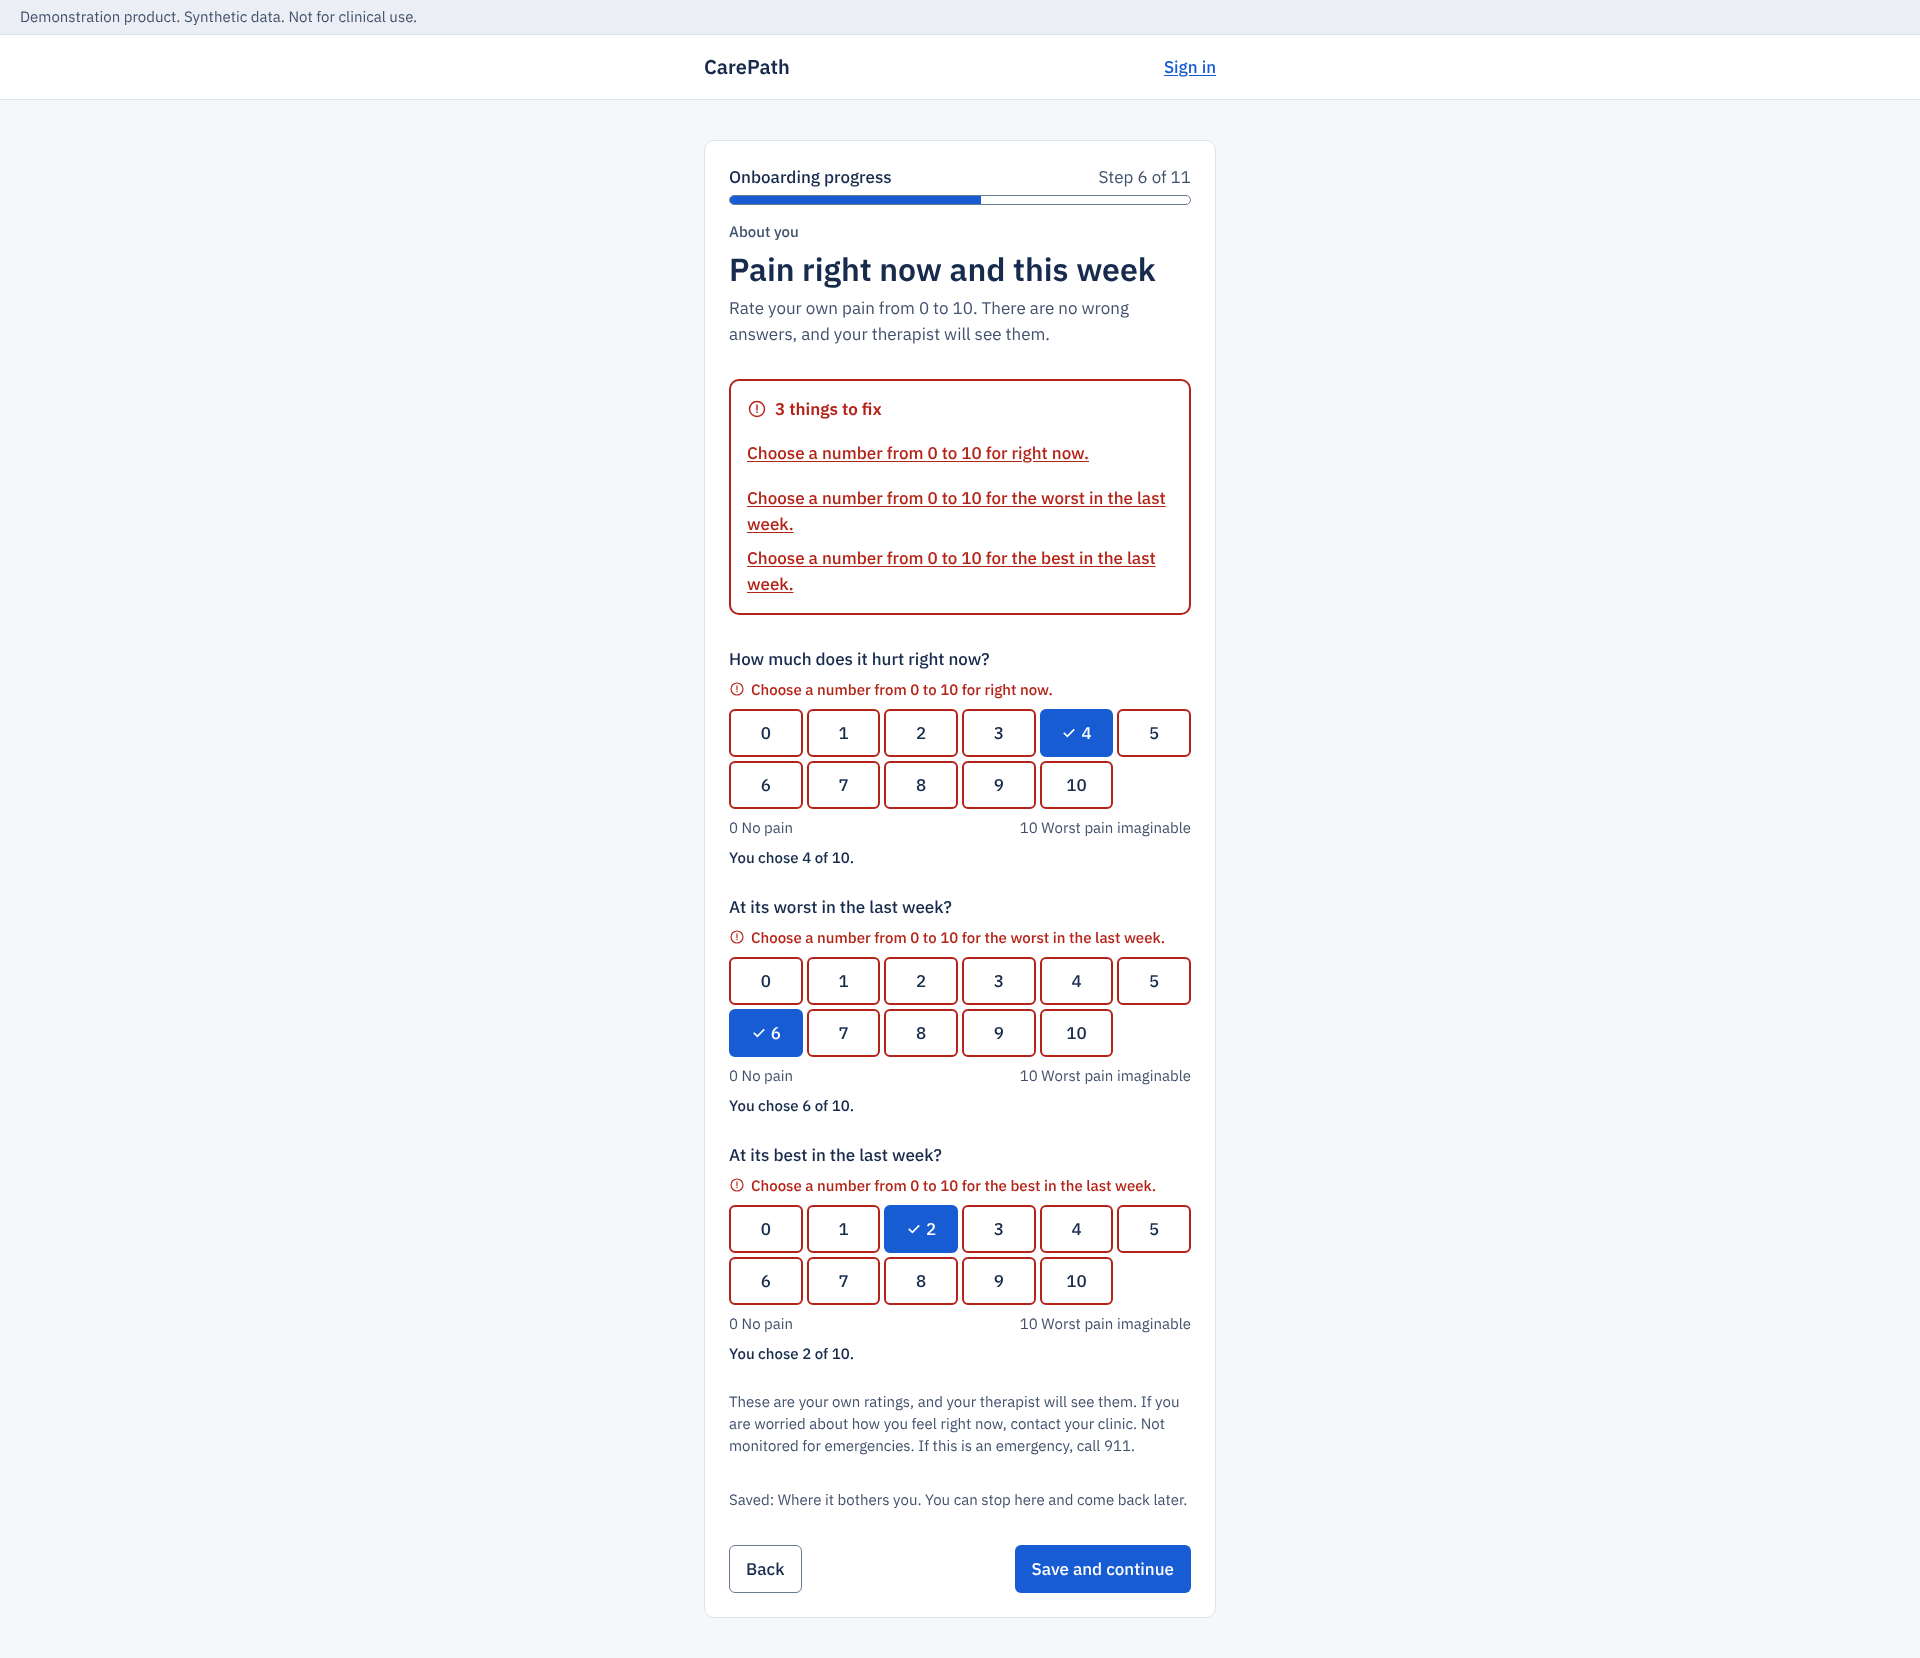 Demonstration product. Synthetic data. Not for clinical use.
CarePath
Sign in
Onboarding progress
Step 6 of 11
About you
Pain right now and this week
Rate your own pain from 0 to 10. There are no wrong
answers, and your therapist will see them.
3 things to fix
Choose a number from 0 to 10 for right now.
Choose a number from 0 to 10 for the worst in the last
week.
Choose a number from 0 to 10 for the best in the last
week.
How much does it hurt right now?
Choose a number from 0 to 10 for right now.
0 1 2 3 4 5
6 7 8 9 10
0 No pain
10 Worst pain imaginable
You chose 4 of 10.
At its worst in the last week?
Choose a number from 0 to 10 for the worst in the last week.
0 1 2 3 4 5
6 7 8 9 10
0 No pain
10 Worst pain imaginable
You chose 6 of 10.
At its best in the last week?
Choose a number from 0 to 10 for the best in the last week.
0 1 2 3 4 5
6 7 8 9 10
0 No pain
10 Worst pain imaginable
You chose 2 of 10.
These are your own ratings, and your therapist will see them. If you
are worried about how you feel right now, contact your clinic. Not
monitored for emergencies. If this is an emergency, call 911.
Saved: Where it bothers you. You can stop here and come back later.
Back
Save and continue